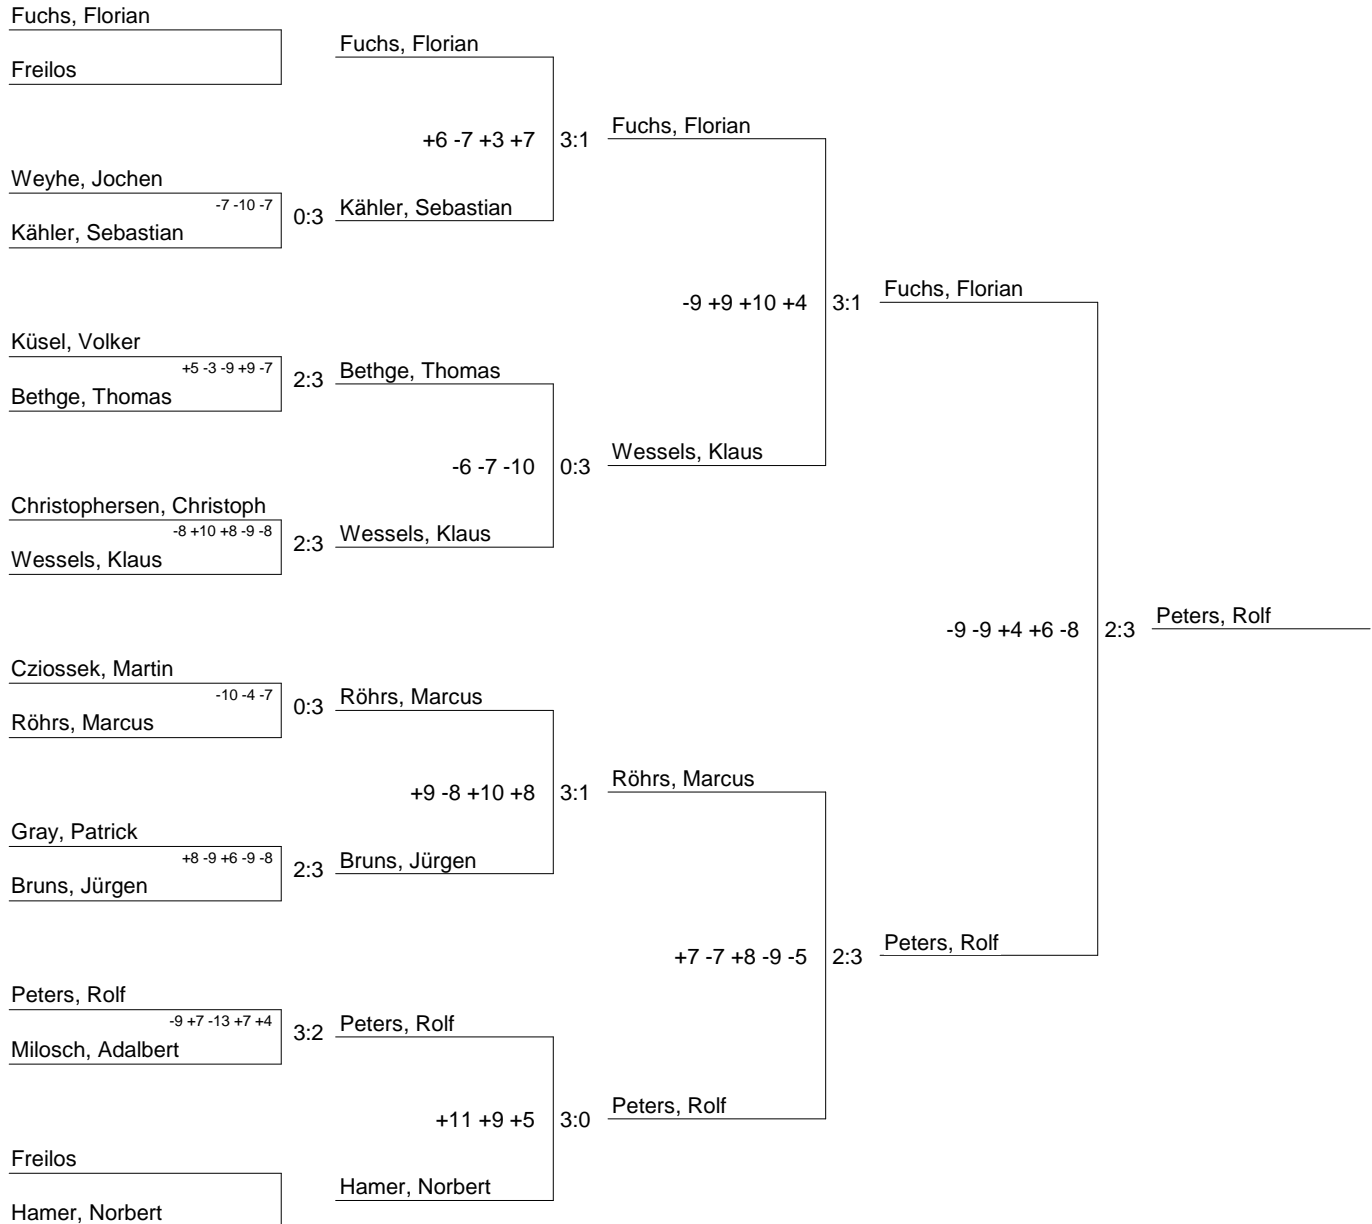 Fuchs, Florian
Fuchs, Florian
Freilos
+6 -7 +3 +7
3:1
Fuchs, Florian
Weyhe, Jochen
-7 -10 -7
0:3
Kähler, Sebastian
Kähler, Sebastian
-9 +9 +10 +4
3:1
Fuchs, Florian
Küsel, Volker
+5 -3 -9 +9 -7
2:3
Bethge, Thomas
Bethge, Thomas
-6 -7 -10
0:3
Wessels, Klaus
Christophersen, Christoph
-8 +10 +8 -9 -8
2:3
Wessels, Klaus
Wessels, Klaus
-9 -9 +4 +6 -8
2:3
Peters, Rolf
Cziossek, Martin
-10 -4 -7
0:3
Röhrs, Marcus
Röhrs, Marcus
+9 -8 +10 +8
3:1
Röhrs, Marcus
Gray, Patrick
+8 -9 +6 -9 -8
2:3
Bruns, Jürgen
Bruns, Jürgen
+7 -7 +8 -9 -5
2:3
Peters, Rolf
Peters, Rolf
-9 +7 -13 +7 +4
3:2
Peters, Rolf
Milosch, Adalbert
+11 +9 +5
3:0
Peters, Rolf
Freilos
Hamer, Norbert
Hamer, Norbert